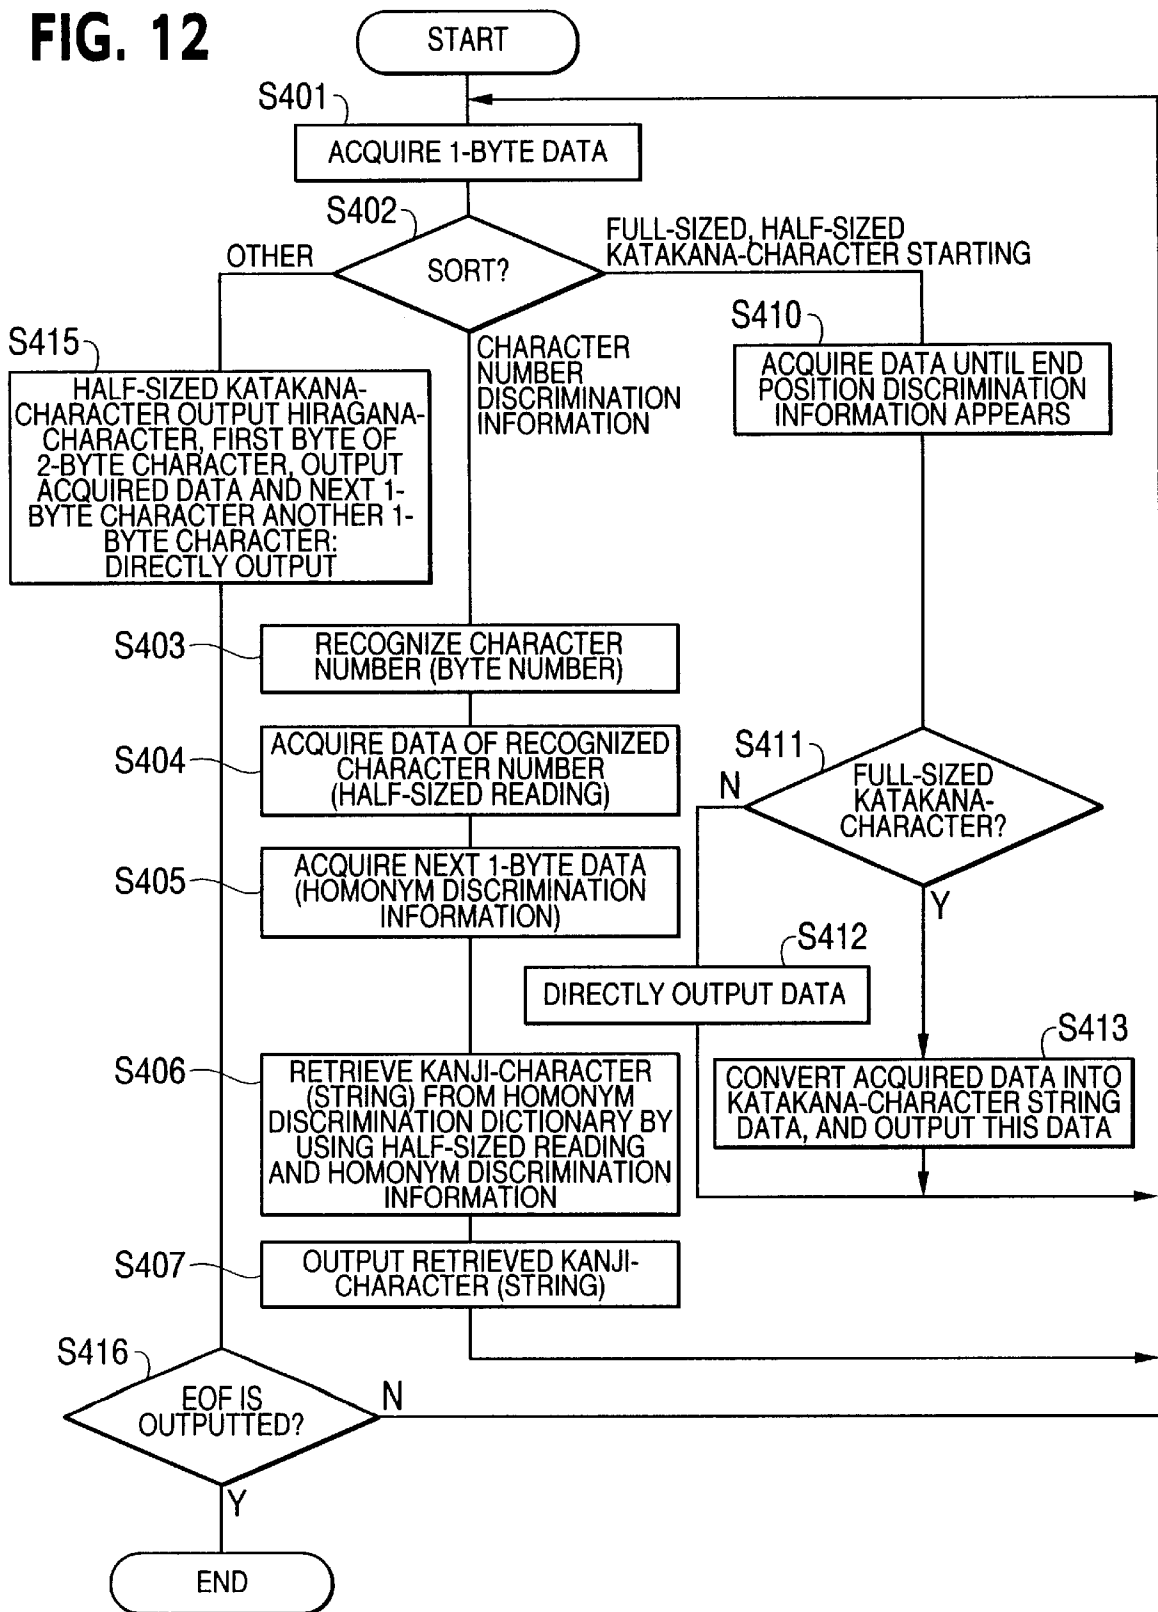 FIG. 12
START
S401
ACQUIRE 1-BYTE DATA
S402
SORT?
OTHER
FULL-SIZED, HALF-SIZED
KATAKANA-CHARACTER STARTING
CHARACTER
NUMBER
DISCRIMINATION
INFORMATION
S415
HALF-SIZED KATAKANA-
CHARACTER OUTPUT HIRAGANA-
CHARACTER, FIRST BYTE OF
2-BYTE CHARACTER, OUTPUT
ACQUIRED DATA AND NEXT 1-
BYTE CHARACTER ANOTHER 1-
BYTE CHARACTER:
DIRECTLY OUTPUT
S410
ACQUIRE DATA UNTIL END
POSITION DISCRIMINATION
INFORMATION APPEARS
S403
RECOGNIZE CHARACTER
NUMBER (BYTE NUMBER)
S404
ACQUIRE DATA OF RECOGNIZED
CHARACTER NUMBER
(HALF-SIZED READING)
S405
ACQUIRE NEXT 1-BYTE DATA
(HOMONYM DISCRIMINATION
INFORMATION)
S411
FULL-SIZED
KATAKANA-
CHARACTER?
N
Y
S412
DIRECTLY OUTPUT DATA
S413
CONVERT ACQUIRED DATA INTO
KATAKANA-CHARACTER STRING
DATA, AND OUTPUT THIS DATA
S406
RETRIEVE KANJI-CHARACTER
(STRING) FROM HOMONYM
DISCRIMINATION DICTIONARY BY
USING HALF-SIZED READING
AND HOMONYM DISCRIMINATION
INFORMATION
S407
OUTPUT RETRIEVED KANJI-
CHARACTER (STRING)
S416
EOF IS
OUTPUTTED?
N
Y
END